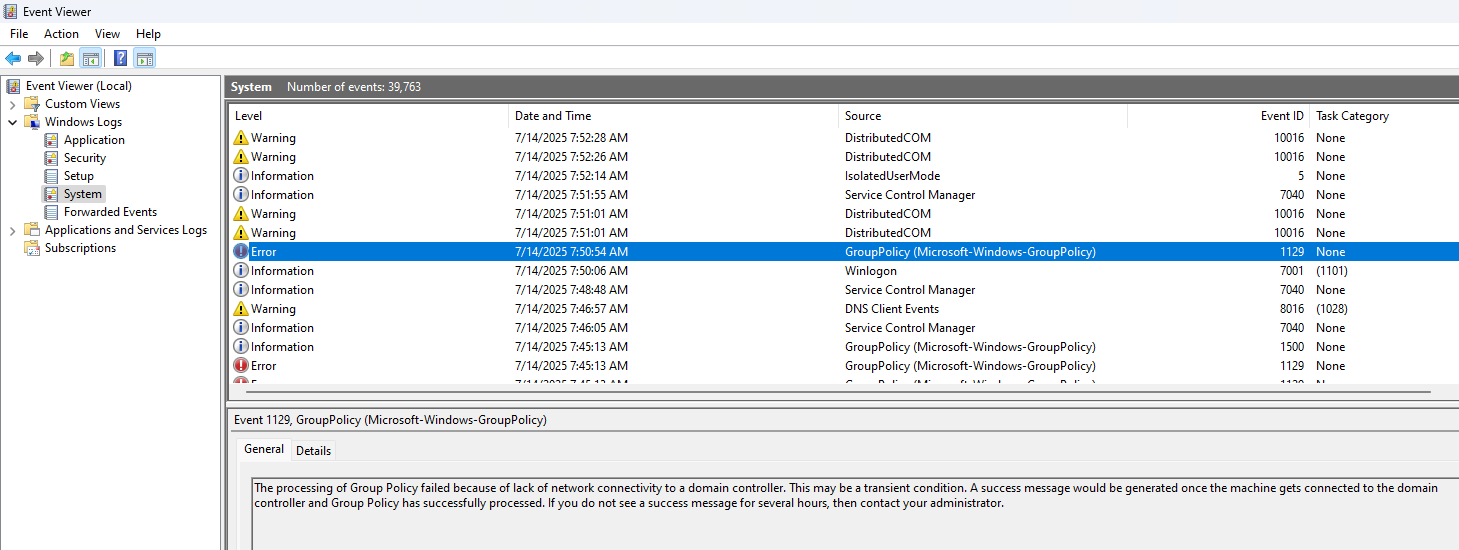 Event Viewer
File Action View Help
Event Viewer (Local)
Custom Views
Windows Logs
Application
Security
Setup
System
Forwarded Events
Applications and Services Logs
Subscriptions
System Number of events: 39,763
Level Date and Time Source Event ID Task Category
Warning 7/14/2025 7:52:28 AM DistributedCOM 10016 None
Warning 7/14/2025 7:52:26 AM DistributedCOM 10016 None
Information 7/14/2025 7:52:14 AM IsolatedUserMode 5 None
Information 7/14/2025 7:51:55 AM Service Control Manager 7040 None
Warning 7/14/2025 7:51:01 AM DistributedCOM 10016 None
Warning 7/14/2025 7:51:01 AM DistributedCOM 10016 None
Error 7/14/2025 7:50:54 AM GroupPolicy (Microsoft-Windows-GroupPolicy) 1129 None
Information 7/14/2025 7:50:06 AM Winlogon 7001 (1101)
Information 7/14/2025 7:48:48 AM Service Control Manager 7040 None
Warning 7/14/2025 7:46:57 AM DNS Client Events 8016 (1028)
Information 7/14/2025 7:46:05 AM Service Control Manager 7040 None
Information 7/14/2025 7:45:13 AM GroupPolicy (Microsoft-Windows-GroupPolicy) 1500 None
Error 7/14/2025 7:45:13 AM GroupPolicy (Microsoft-Windows-GroupPolicy) 1129 None
Event 1129, GroupPolicy (Microsoft-Windows-GroupPolicy)
General Details
The processing of Group Policy failed because of lack of network connectivity to a domain controller. This may be a transient condition. A success message would be generated once the machine gets connected to the domain
controller and Group Policy has successfully processed. If you do not see a success message for several hours, then contact your administrator.